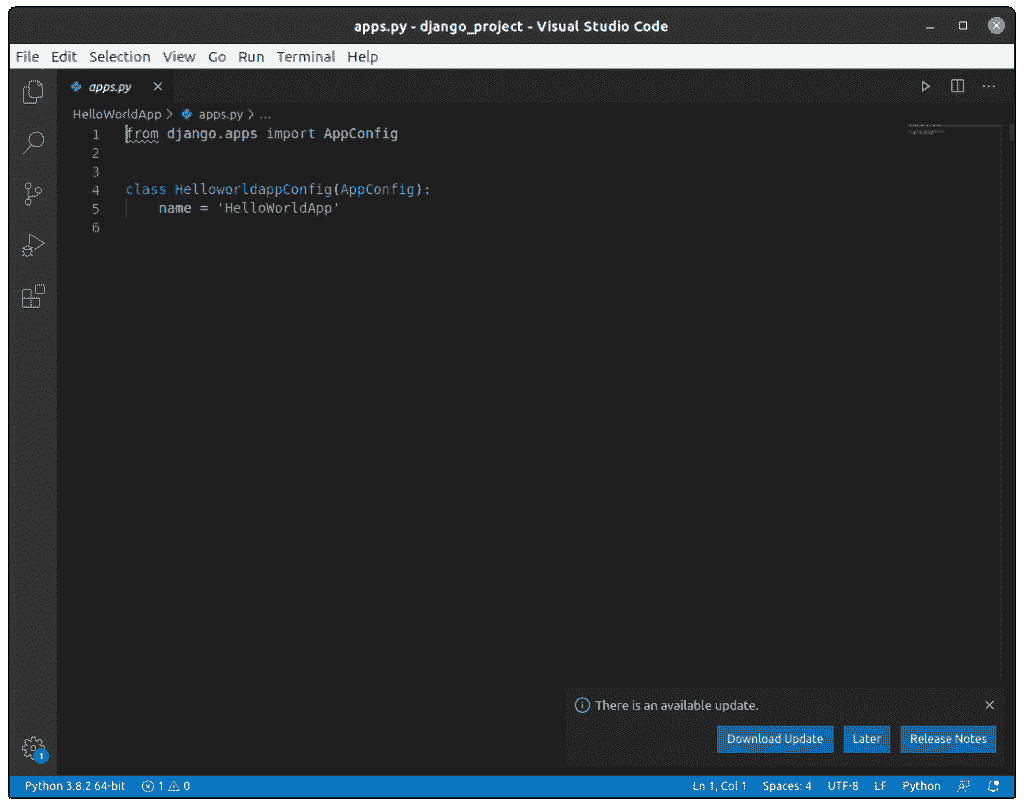 apps.py - django_project - Visual Studio Code
File Edit Selection View Go Run Terminal Help
apps.py
HelloWorldApp > apps.py > ...
1 from django.apps import AppConfig
2
3
4 class HelloworldappConfig(AppConfig):
5 name = 'HelloWorldApp'
6
There is an available update.
Download Update Later Release Notes
1
Python 3.8.2 64-bit 1 0 Ln 1, Col 1 Spaces: 4 UTF-8 LF Python